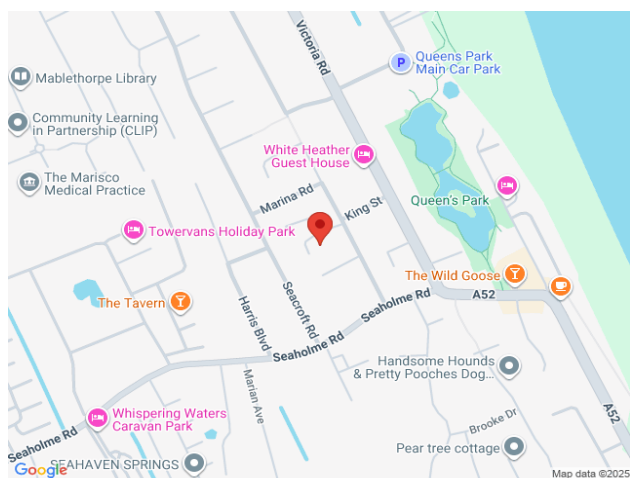 Victoria Rd
Queens Park
Main Car Park
P
Mablethorpe Library
Community Learning
in Partnership (CLIP)
White Heather
Guest House
The Marisco
Medical Practice
Marina Rd
King St
Queen's Park
Towervans Holiday Park
The Wild Goose
A52
The Tavern
Harris Blvd
Seacroft Rd
Seaholme Rd
Seaholme Rd
Handsome Hounds
& Pretty Pooches Dog...
Marian Ave
Whispering Waters
Caravan Park
A52
Brooke Dr
Seaholme Rd
Pear tree cottage
SEAHAVEN SPRINGS
Google
Map data ©2025